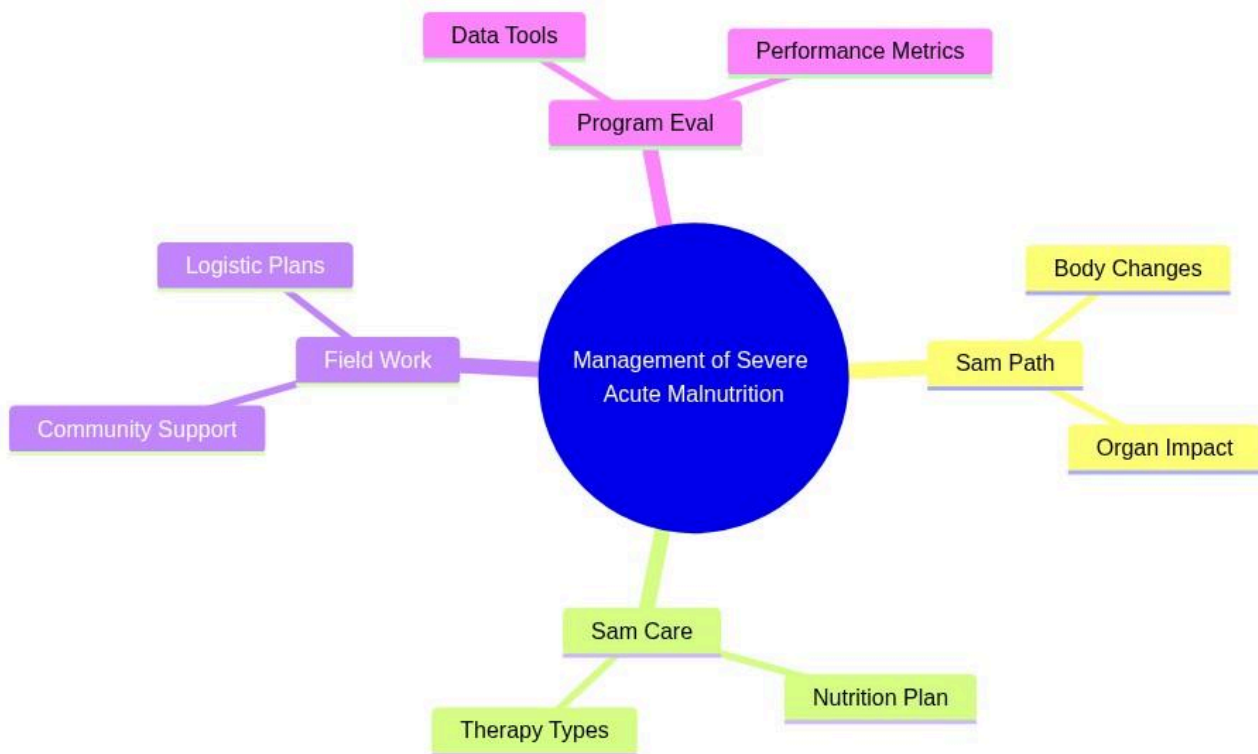 Data Tools
Performance Metrics
Program Eval
Logistic Plans
Body Changes
Field Work
Management of Severe
Acute Malnutrition
Sam Path
Community Support
Organ Impact
Sam Care
Nutrition Plan
Therapy Types